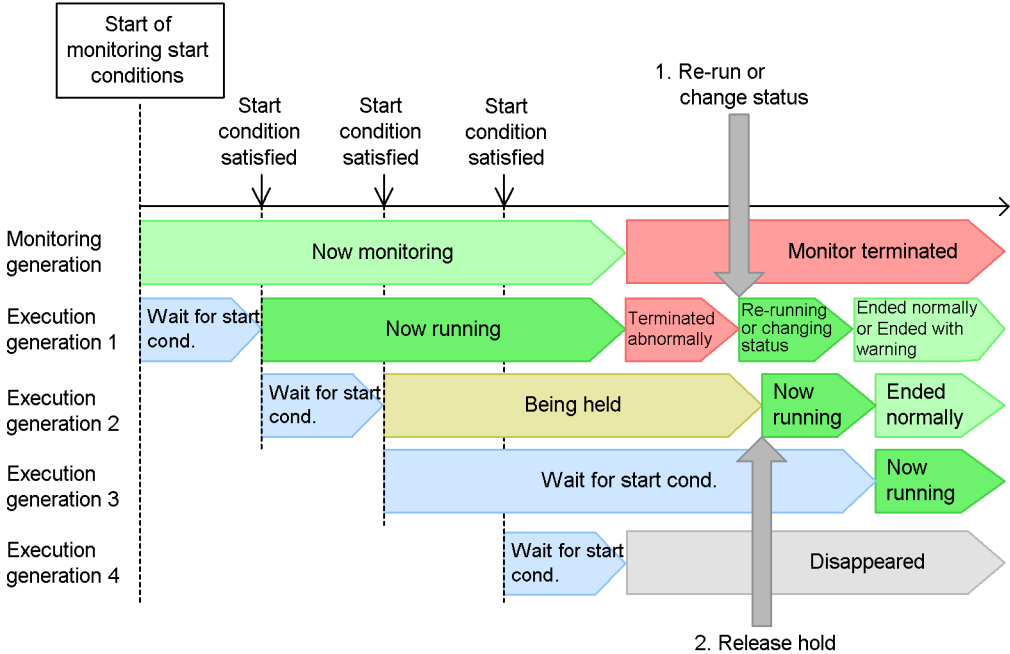 Start of
monitoring start
conditions
1. Re-run or
change status
Start
condition
satisfied
Start
condition
satisfied
Start
condition
satisfied
Monitoring
generation
Now monitoring
Monitor terminated
Execution
generation 1
Wait for start
cond.
Now running
Terminated
abnormally
Re-running
or changing
status
Ended normally
or Ended with
warning
Execution
generation 2
Wait for start
cond.
Being held
Now
running
Ended
normally
Execution
generation 3
Wait for start cond.
Now
running
Execution
generation 4
Wait for start
cond.
Disappeared
2. Release hold